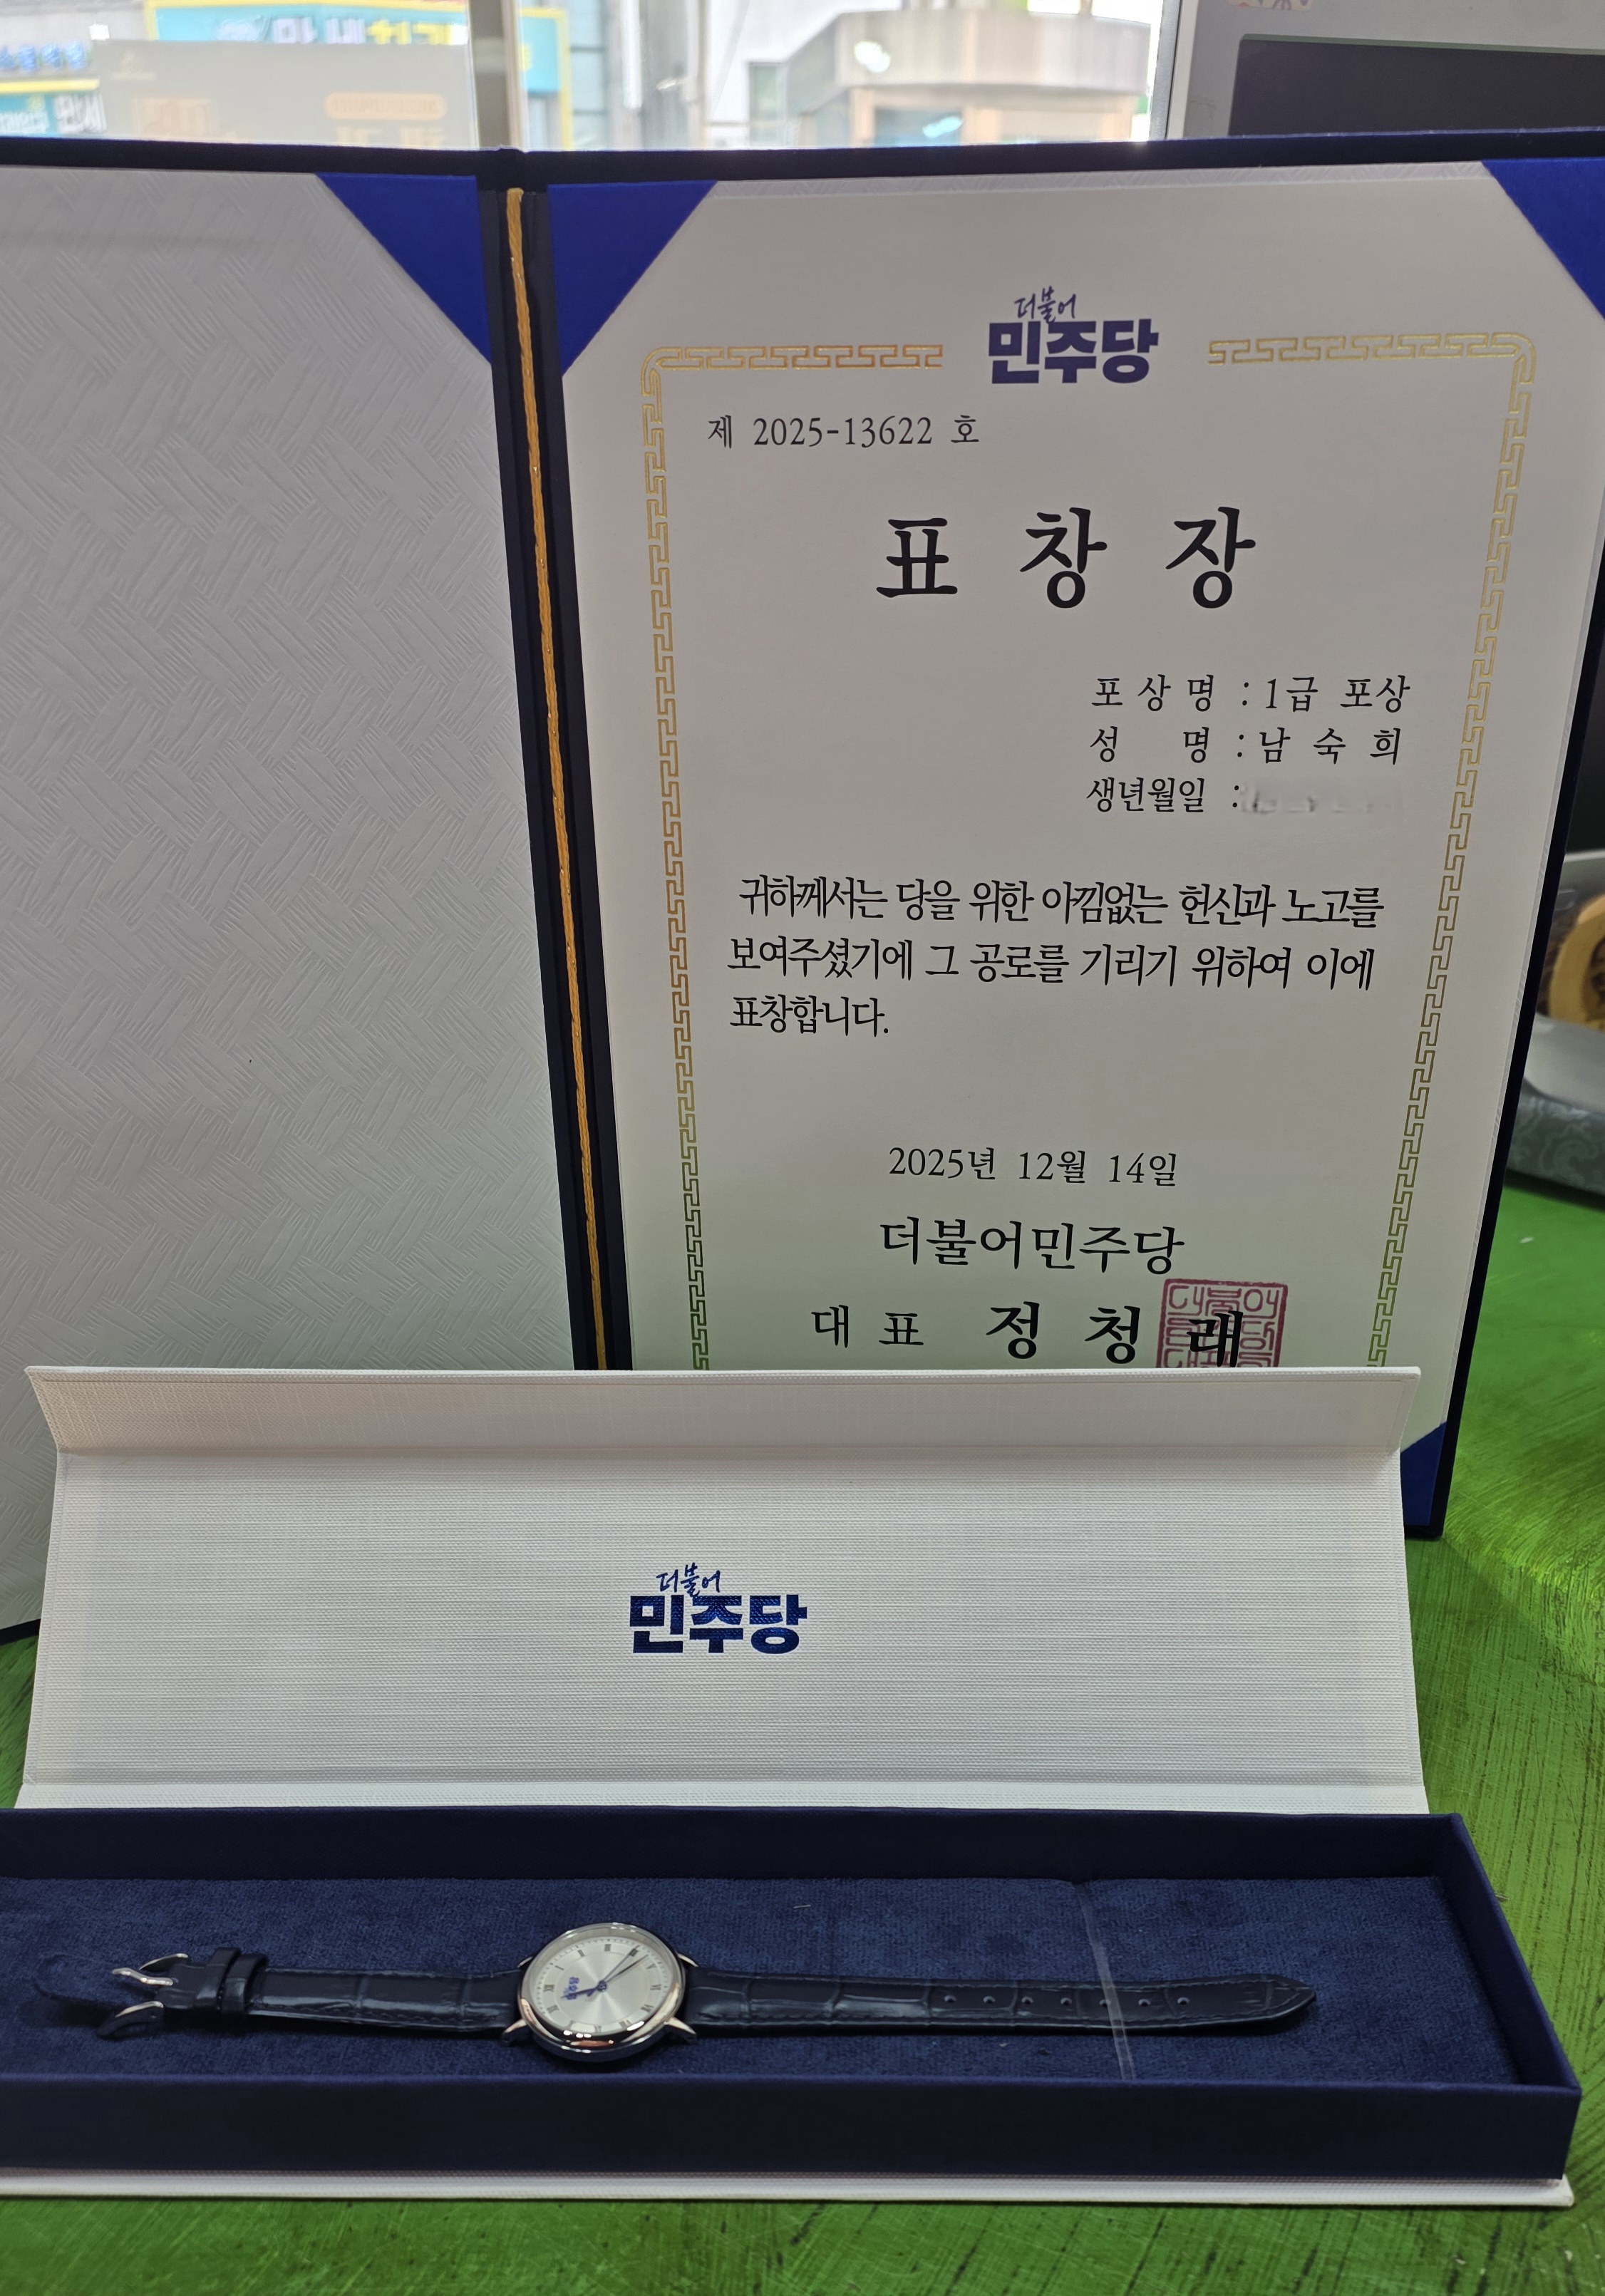 더불어
민주당
제 2025-13622 호
표 창 장
포 상 명 : 1급 포상
성 명 : 남 숙 희
생년월일 :
귀하께서는 당을 위한 아낌없는 헌신과 노고를
보여주셨기에 그 공로를 기리기 위하여 이에
표창합니다.
2025년 12월 14일
더불어민주당
대 표 정 청 래
더불어
민주당